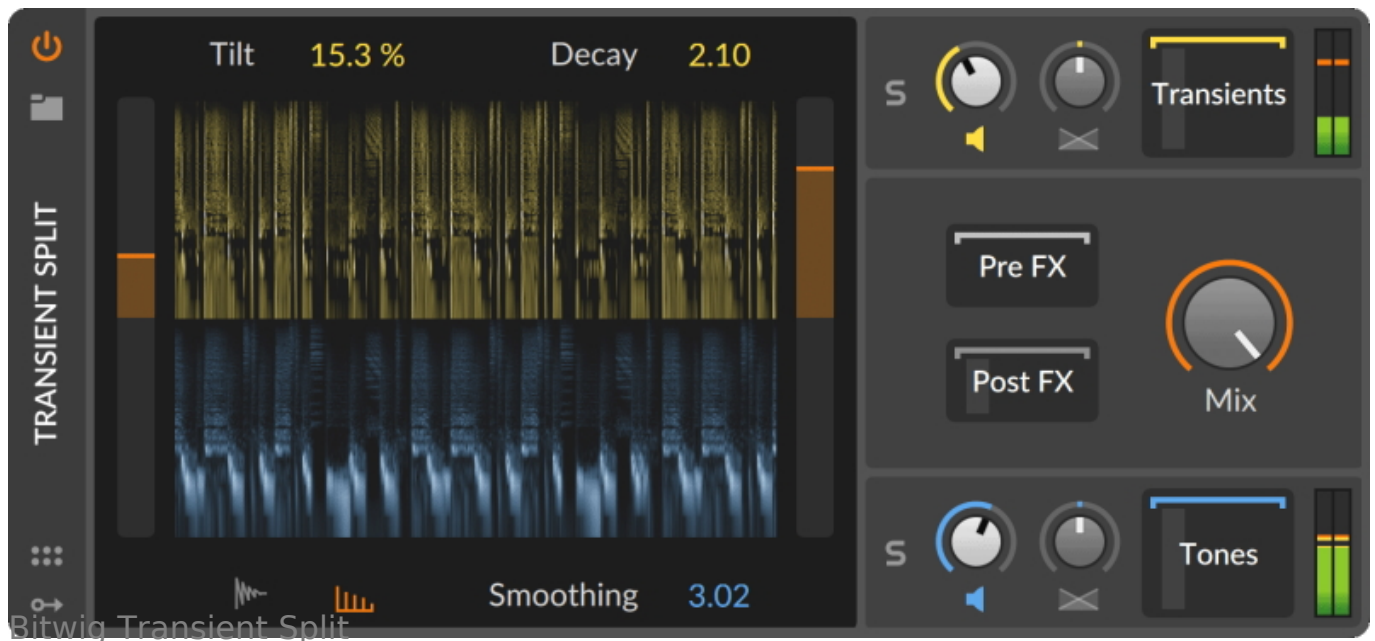 Tilt 15.3 % Decay 2.10
TRANSIENT SPLIT
Smoothing 3.02
S Transients
Pre FX
Post FX
Mix
S Tones
Bitwig Transient Split